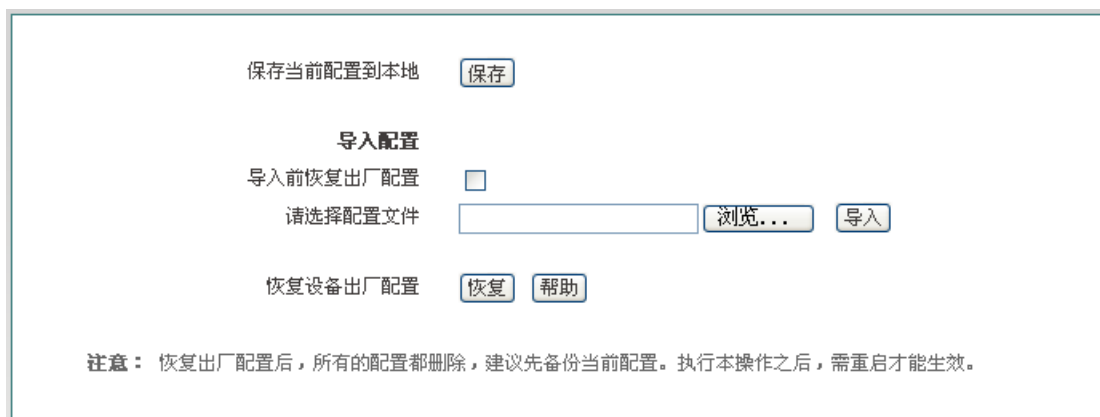 保存当前配置到本地 保存
导入配置
导入前恢复出厂配置
请选择配置文件 浏览... 导入
恢复设备出厂配置 恢复 帮助
注意： 恢复出厂配置后，所有的配置都删除，建议先备份当前配置。执行本操作之后，需重启才能生效。